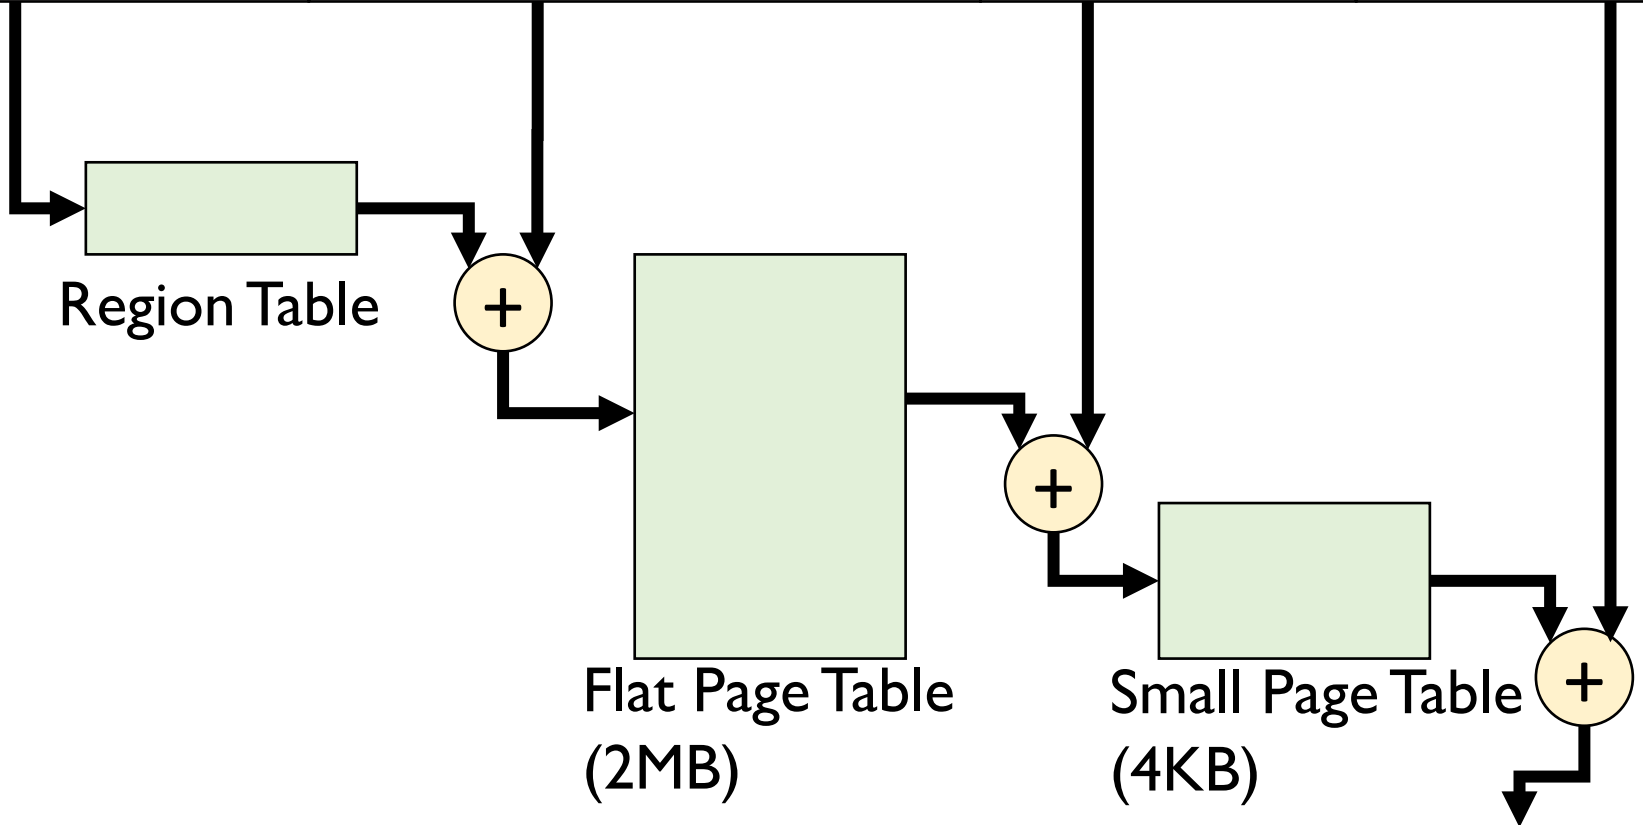 Region Table
+
+
+
Flat Page Table
(2MB)
Small Page Table
(4KB)